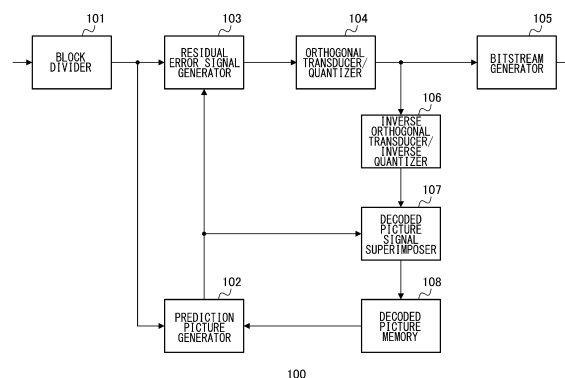 101
BLOCK
DIVIDER
103
RESIDUAL
ERROR SIGNAL
GENERATOR
104
ORTHOGONAL
TRANSDUCER/
QUANTIZER
105
BITSTREAM
GENERATOR
106
INVERSE
ORTHOGONAL
TRANSDUCER/
INVERSE
QUANTIZER
107
DECODED
PICTURE
SIGNAL
SUPERIMPOSER
102
PREDICTION
PICTURE
GENERATOR
108
DECODED
PICTURE
MEMORY
100